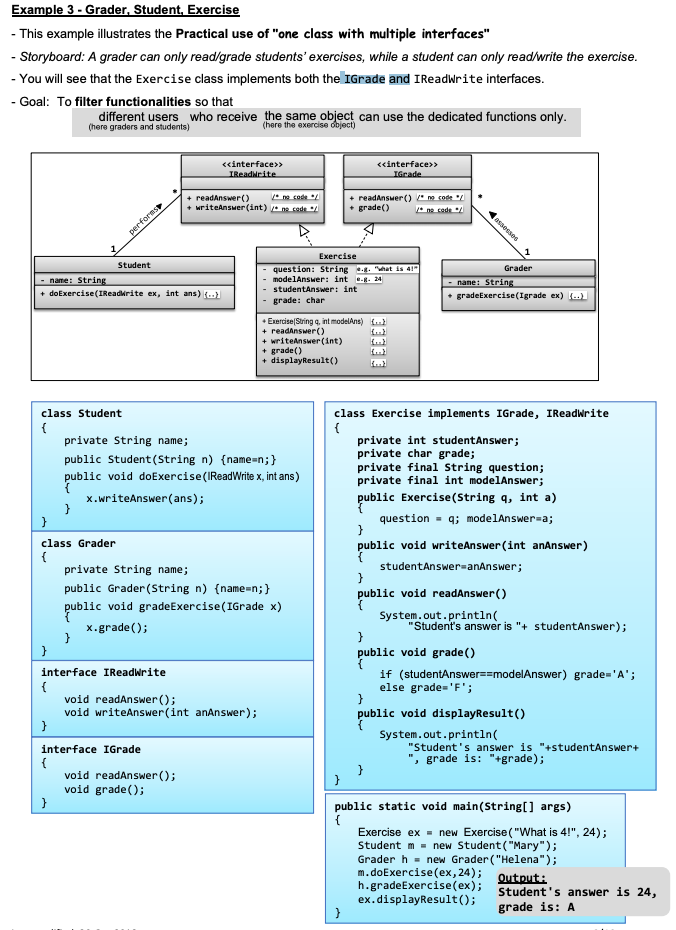 Example 3 - Grader, Student, Exercise
- This example illustrates the Practical use of "one class with multiple interfaces"
- Storyboard: A grader can only read/grade students' exercises, while a student can only read/write the exercise.
- You will see that the Exercise class implements both the IGrade and IReadWrite interfaces.
- Goal: To filter functionalities so that
different users who receive the same object can use the dedicated functions only.
(here graders and students) (here the exercise object)
<<interface>>
IReadWrite
+ readAnswer() /* no code */
+ writeAnswer(int) /* no code */
<<interface>>
IGrade
+ readAnswer() /* no code */
+ grade() /* no code */
*
performs
1
*
assesses
1
Student
- name: String
+ doExercise(IReadWrite ex, int ans) {..}
Exercise
- question: String e.g. "what is 4!"
- modelAnswer: int e.g. 24
- studentAnswer: int
- grade: char
+ Exercise(String q, int modelAns) {..}
+ readAnswer() {..}
+ writeAnswer(int) {..}
+ grade() {..}
+ displayResult() {..}
Grader
- name: String
+ gradeExercise(Igrade ex) {..}
class Student
{
private String name;
public Student(String n) {name=n;}
public void doExercise(IReadWrite x, int ans)
{
x.writeAnswer(ans);
}
}
class Grader
{
private String name;
public Grader(String n) {name=n;}
public void gradeExercise(IGrade x)
{
x.grade();
}
}
interface IReadWrite
{
void readAnswer();
void writeAnswer(int anAnswer);
}
interface IGrade
{
void readAnswer();
void grade();
}
class Exercise implements IGrade, IReadWrite
{
private int studentAnswer;
private char grade;
private final String question;
private final int modelAnswer;
public Exercise(String q, int a)
{
question = q; modelAnswer=a;
}
public void writeAnswer(int anAnswer)
{
studentAnswer=anAnswer;
}
public void readAnswer()
{
System.out.println(
"Student's answer is "+ studentAnswer);
}
public void grade()
{
if (studentAnswer==modelAnswer) grade='A';
else grade='F';
}
public void displayResult()
{
System.out.println(
"Student's answer is "+studentAnswer+
", grade is: "+grade);
}
}
public static void main(String[] args)
{
Exercise ex = new Exercise("What is 4!", 24);
Student m = new Student("Mary");
Grader h = new Grader("Helena");
m.doExercise(ex,24);
h.gradeExercise(ex);
ex.displayResult();
}
Output:
Student's answer is 24,
grade is: A